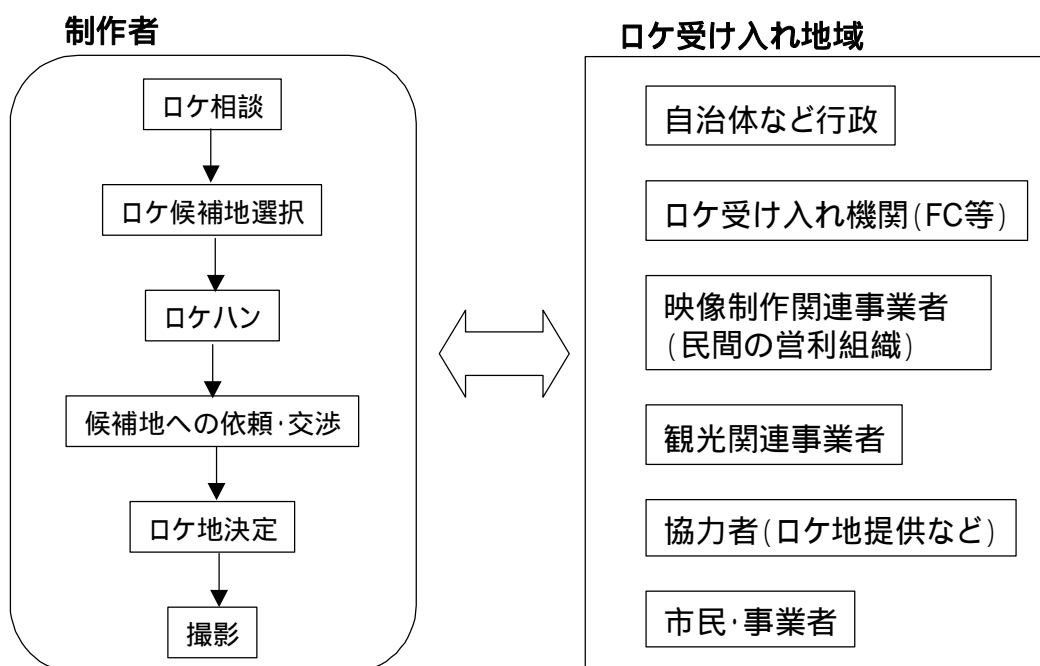 制作者
ロケ相談
ロケ候補地選択
ロケハン
候補地への依頼・交渉
ロケ地決定
撮影
ロケ受け入れ地域
自治体など行政
ロケ受け入れ機関(FC等)
映像制作関連事業者
(民間の営利組織)
観光関連事業者
協力者(ロケ地提供など)
市民・事業者